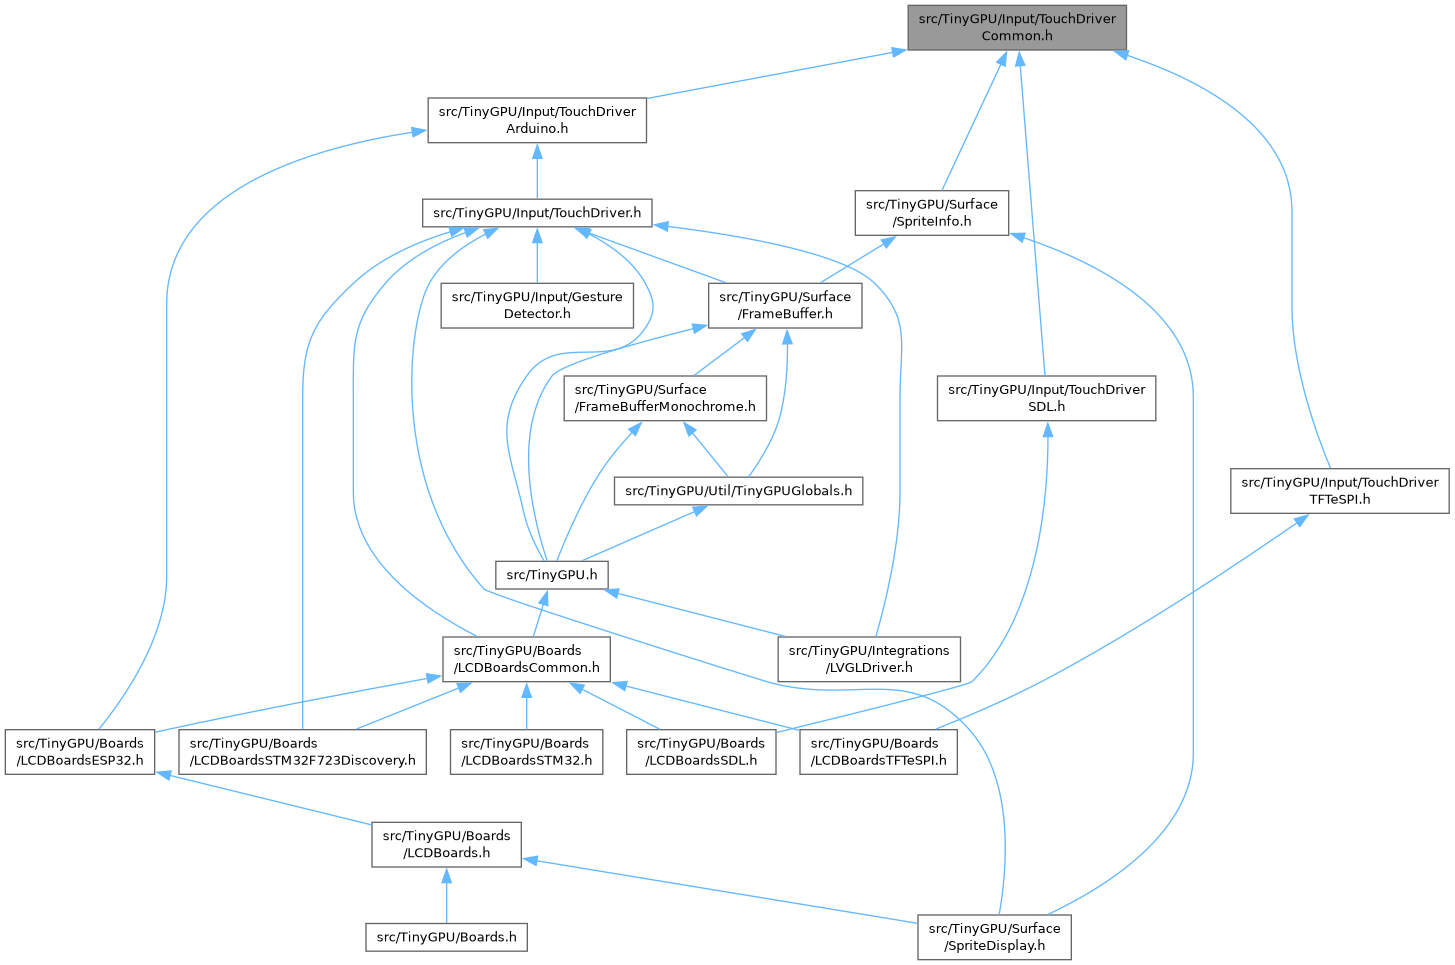 src/TinyGPU/Input/TouchDriver
Common.h
src/TinyGPU/Input/TouchDriver
Arduino.h
src/TinyGPU/Input/TouchDriver.h
src/TinyGPU/Surface
/SpriteInfo.h
src/TinyGPU/Input/Gesture
Detector.h
src/TinyGPU/Surface
/FrameBuffer.h
src/TinyGPU/Surface
/FrameBufferMonochrome.h
src/TinyGPU/Input/TouchDriver
SDL.h
src/TinyGPU/Util/TinyGPUGlobals.h
src/TinyGPU/Input/TouchDriver
TFTeSPI.h
src/TinyGPU.h
src/TinyGPU/Boards
/LCDBoardsCommon.h
src/TinyGPU/Integrations
/LVGLDriver.h
src/TinyGPU/Boards
/LCDBoardsESP32.h
src/TinyGPU/Boards
/LCDBoardsSTM32F723Discovery.h
src/TinyGPU/Boards
/LCDBoardsSTM32.h
src/TinyGPU/Boards
/LCDBoardsSDL.h
src/TinyGPU/Boards
/LCDBoardsTFTeSPI.h
src/TinyGPU/Boards
/LCDBoards.h
src/TinyGPU/Boards.h
src/TinyGPU/Surface
/SpriteDisplay.h